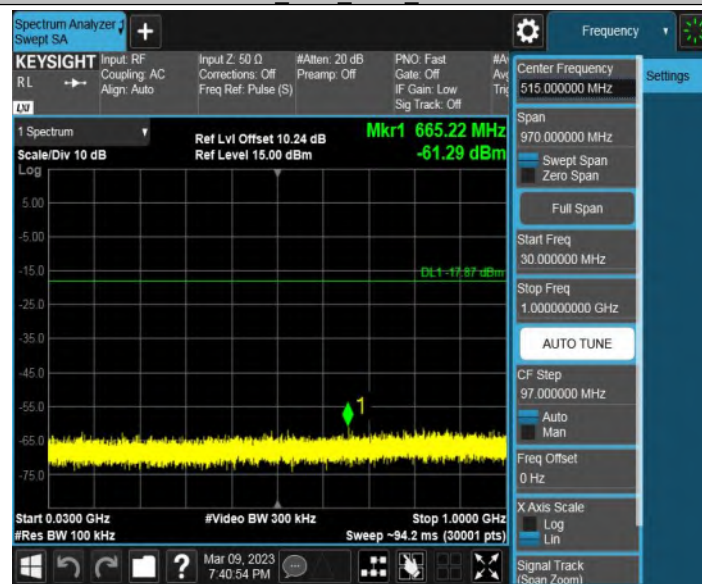 Spectrum Analyzer 1
Swept SA
+
Frequency
KEYSIGHT
RL
LXI
Input: RF
Coupling: AC
Align: Auto
Input Z: 50 Ω
Corrections: Off
Freq Ref: Pulse (S)
#Atten: 20 dB
Preamp: Off
PNO: Fast
Gate: Off
IF Gain: Low
Sig Track: Off
1 Spectrum
Scale/Div 10 dB
Ref Lvl Offset 10.24 dB
Ref Level 15.00 dBm
Mkr1 665.22 MHz
-61.29 dBm
Log
5.00
-5.00
-15.0
DL1 -17.87 dBm
-25.0
-35.0
-45.0
-55.0
1
-65.0
-75.0
Start 0.0300 GHz
#Video BW 300 kHz
Stop 1.0000 GHz
#Res BW 100 kHz
Sweep ~94.2 ms (30001 pts)
?
Mar 09, 2023
7:40:54 PM
Settings
Center Frequency
515.000000 MHz
Span
970.000000 MHz
Swept Span
Zero Span
Full Span
Start Freq
30.000000 MHz
Stop Freq
1.000000000 GHz
AUTO TUNE
CF Step
97.000000 MHz
Auto
Man
Freq Offset
0 Hz
X Axis Scale
Log
Lin
Signal Track
(Span Zoom)